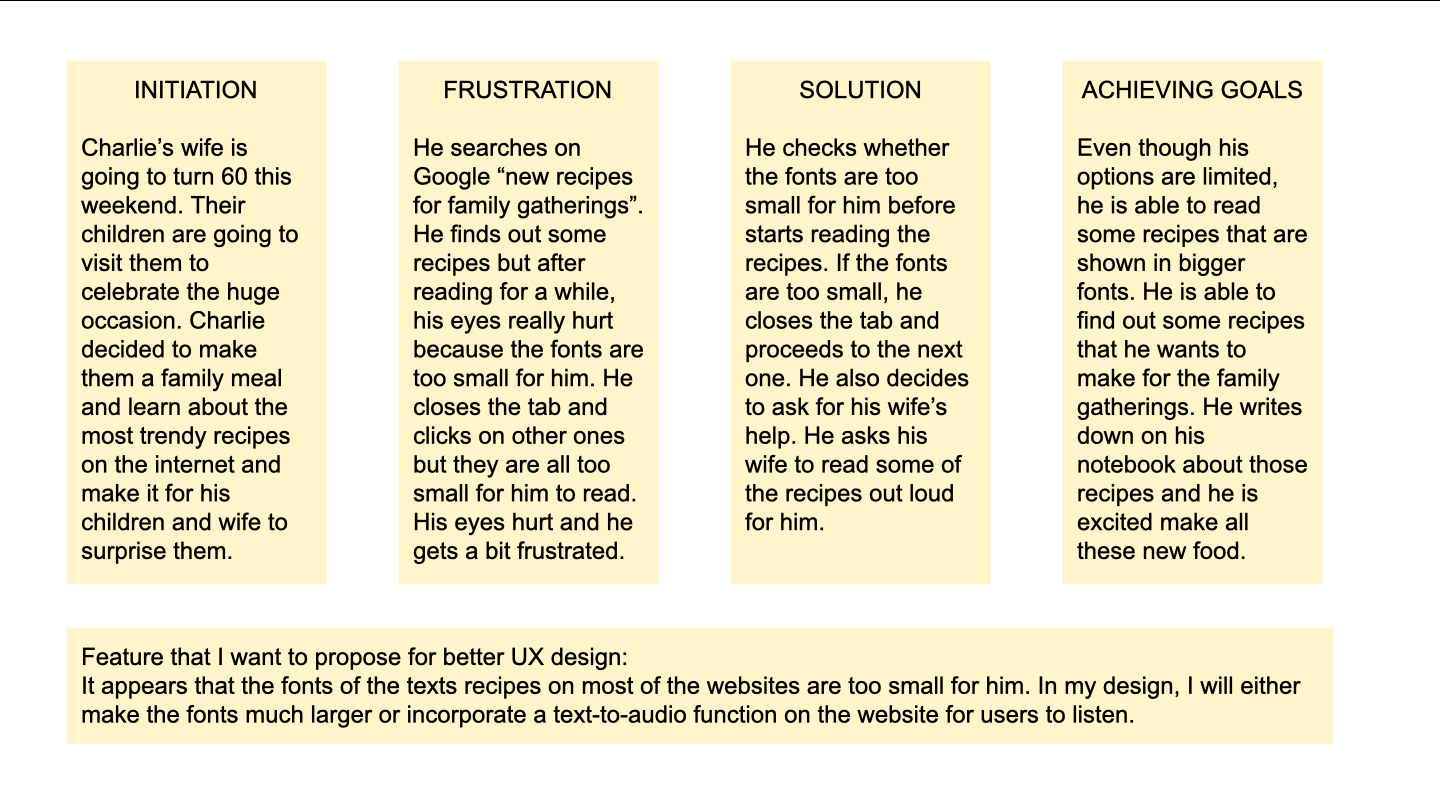 INITIATION
Charlie’s wife is
going to turn 60 this
weekend. Their
children are going to
visit them to
celebrate the huge
occasion. Charlie
decided to make
them a family meal
and learn about the
most trendy recipes
on the internet and
make it for his
children and wife to
surprise them.
FRUSTRATION
He searches on
Google “new recipes
for family gatherings”.
He finds out some
recipes but after
reading for a while,
his eyes really hurt
because the fonts are
too small for him. He
closes the tab and
clicks on other ones
but they are all too
small for him to read.
His eyes hurt and he
gets a bit frustrated.
SOLUTION
He checks whether
the fonts are too
small for him before
starts reading the
recipes. If the fonts
are too small, he
closes the tab and
proceeds to the next
one. He also decides
to ask for his wife’s
help. He asks his
wife to read some of
the recipes out loud
for him.
ACHIEVING GOALS
Even though his
options are limited,
he is able to read
some recipes that are
shown in bigger
fonts. He is able to
find out some recipes
that he wants to
make for the family
gatherings. He writes
down on his
notebook about those
recipes and he is
excited make all
these new food.
Feature that I want to propose for better UX design:
It appears that the fonts of the texts recipes on most of the websites are too small for him. In my design, I will either
make the fonts much larger or incorporate a text-to-audio function on the website for users to listen.